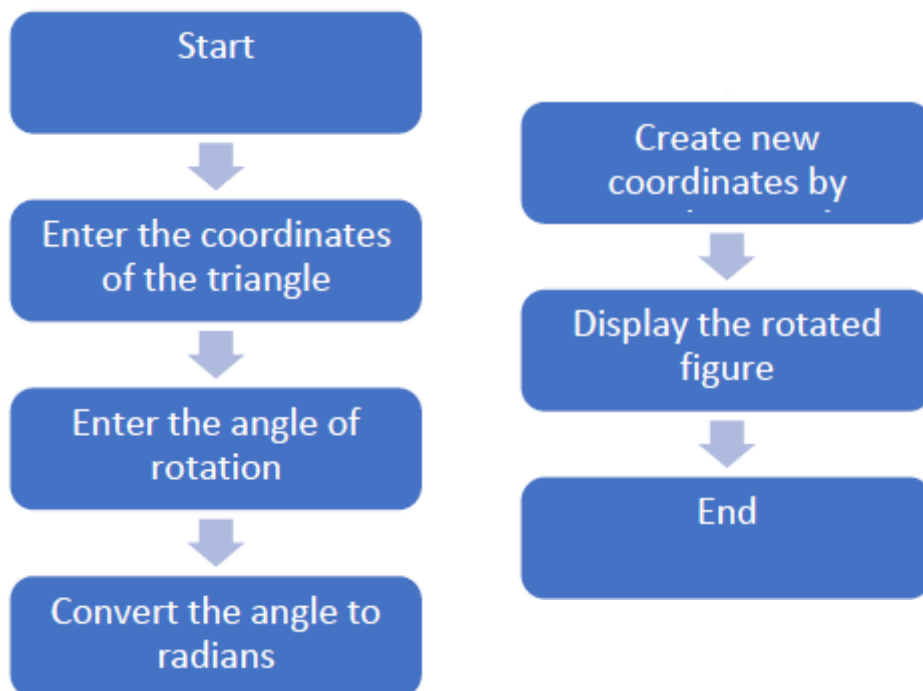 Start
Enter the coordinates
of the triangle
Enter the angle of
rotation
Convert the angle to
radians
Create new
coordinates by
Display the rotated
figure
End